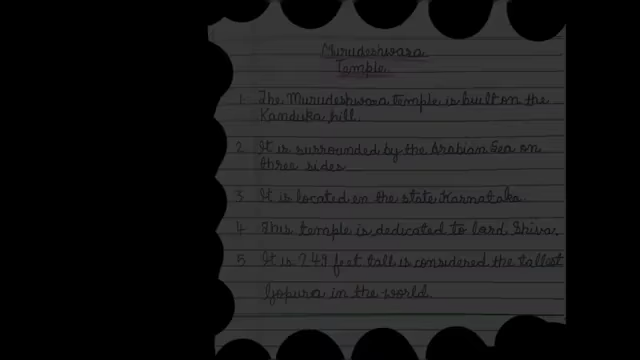 Murudeshwara
Temple
1 The Murudeshwara temple is built on the
Kanduka hill.
2 It is surrounded by the Arabian Sea on
three sides
3 It is located on the state Karnataka.
4 This temple is dedicated to lord Shiva.
5 It is 249 feet tall is considered the tallest
Gopura in the world.